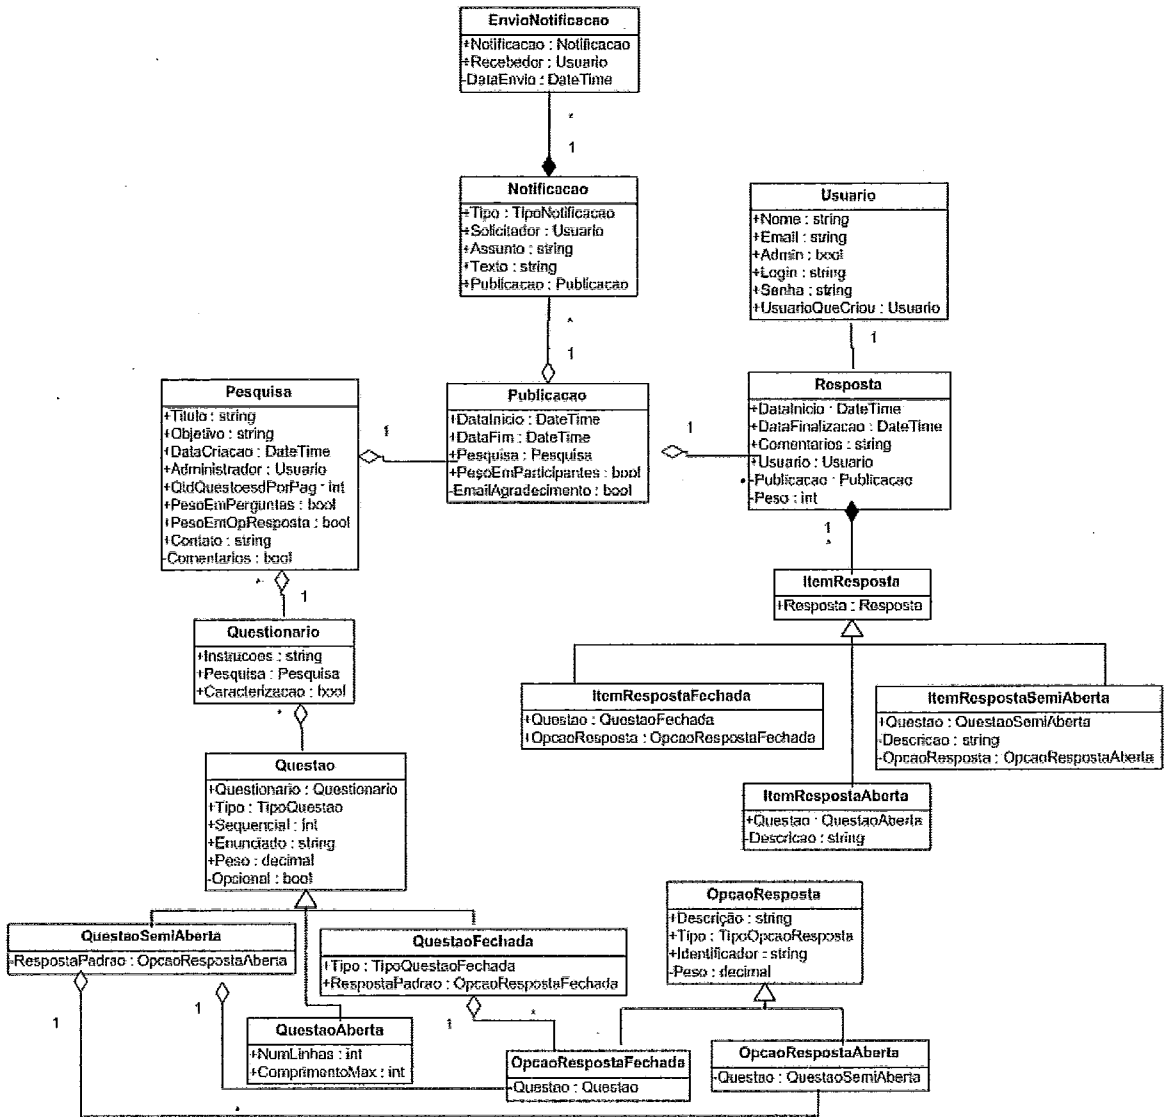 EnvioNotificacao
+Notificacao : Notificacao
+Recebedor : Usuario
-DataEnvio : DateTime
*
1
Notificacao
+Tipo : TipoNotificacao
+Solicitador : Usuario
+Assunto : string
+Texto : string
+Publicacao : Publicacao
*
1
Usuario
+Nome : string
+Email : string
+Admin : bool
+Login : string
+Senha : string
+UsuarioQueCriou : Usuario
1
Pesquisa
+Titulo : string
+Objetivo : string
+DataCriacao : DateTime
+Administrador : Usuario
+QtdQuestoesdPorPag : int
+PesoEmPerguntas : bool
+PesoEmOpResposta : bool
+Contato : string
-Comentarios : bool
1
Publicacao
+DataInicio : DateTime
+DataFim : DateTime
+Pesquisa : Pesquisa
+PesoEmParticipantes : bool
-EmailAgradecimento : bool
1
*
Resposta
+DataInicio : DateTime
+DataFinalizacao : DateTime
+Comentarios : string
+Usuario : Usuario
-Publicacao : Publicacao
-Peso : int
1
*
*
1
Questionario
+Instrucoes : string
+Pesquisa : Pesquisa
+Caracterizacao : bool
*
ItemResposta
+Resposta : Resposta
ItemRespostaFechada
+Questao : QuestaoFechada
+OpcaoResposta : OpcaoRespostaFechada
ItemRespostaSemiAberta
+Questao : QuestaoSemiAberta
-Descricao : string
-OpcaoResposta : OpcaoRespostaAberta
ItemRespostaAberta
+Questao : QuestaoAberta
-Descricao : string
Questao
+Questionario : Questionario
+Tipo : TipoQuestao
+Sequencial : int
+Enunciado : string
+Peso : decimal
-Opcional : bool
OpcaoResposta
+Descrição : string
+Tipo : TipoOpcaoResposta
+Identificador : string
-Peso : decimal
QuestaoSemiAberta
-RespostaPadrao : OpcaoRespostaAberta
QuestaoFechada
+Tipo : TipoQuestaoFechada
+RespostaPadrao : OpcaoRespostaFechada
1
1
1
*
QuestaoAberta
+NumLinhas : int
+ComprimentoMax : int
OpcaoRespostaFechada
-Questao : Questao
OpcaoRespostaAberta
-Questao : QuestaoSemiAberta
*